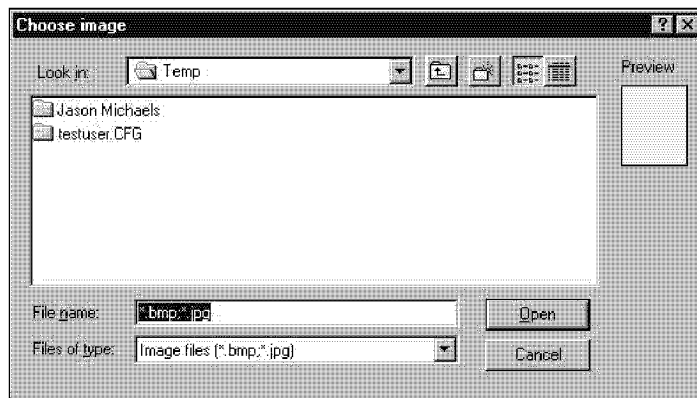 Choose image
Look in: Temp Preview
Jason Michaels
testuser.CFG
File name: *.bmp;*.jpg Open
Files of type: Image files (*.bmp;*.jpg) Cancel